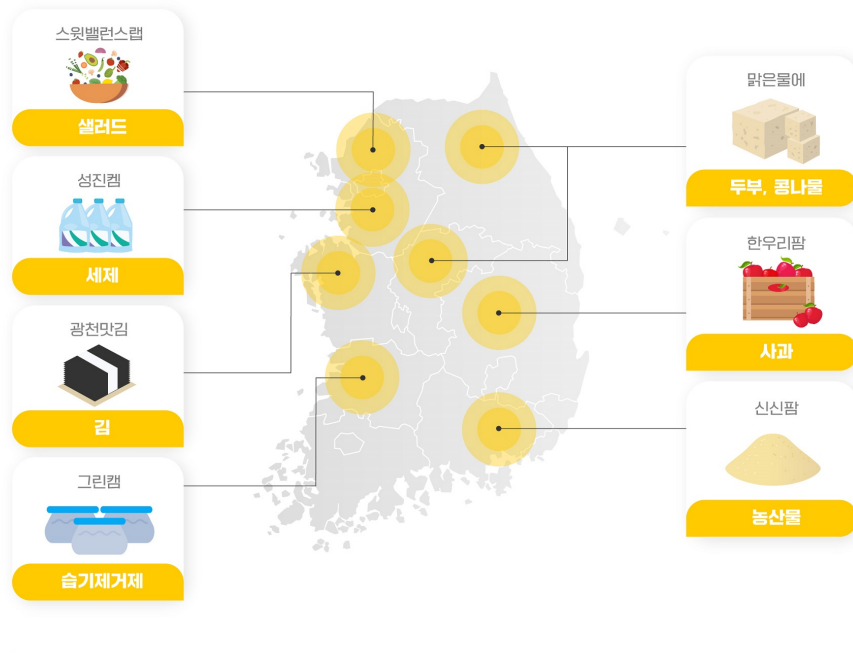 스윗밸런스랩
샐러드
성진켐
세제
광천맛김
김
그린캠
습기제거제
맑은물에
두부, 콩나물
한우리팜
사과
신신팜
농산물